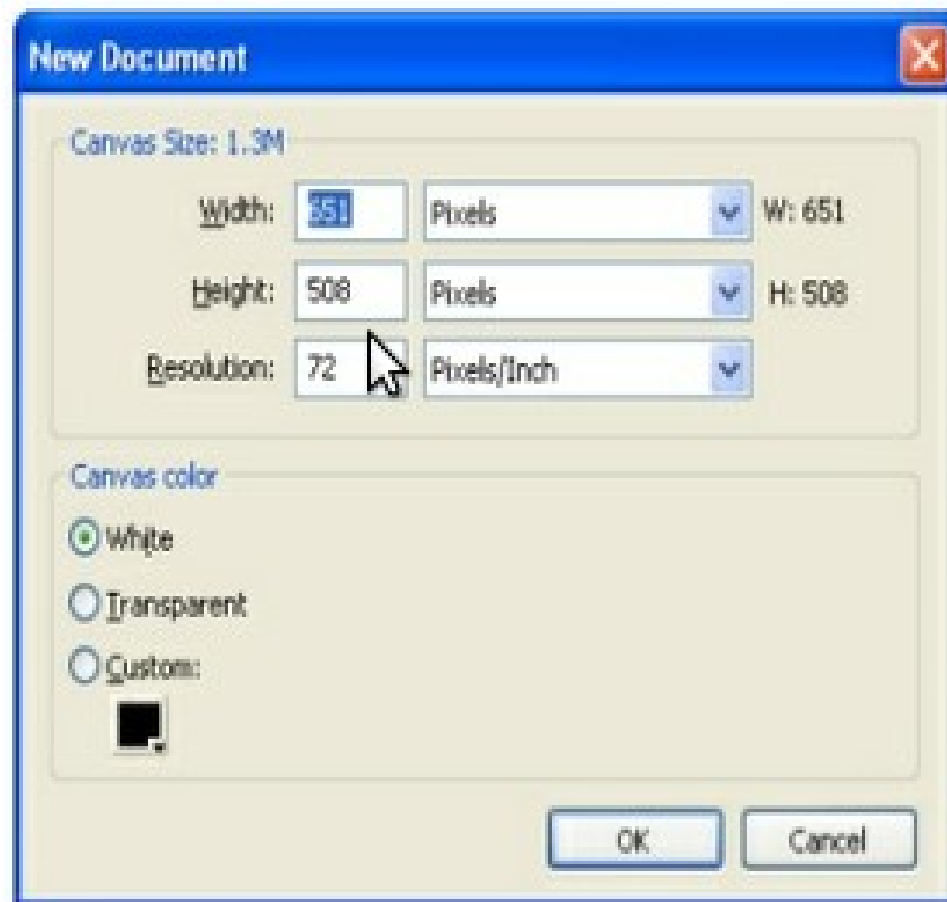 New Document
Canvas Size: 1.3M
Width: 651 Pixels W: 651
Height: 508 Pixels H: 508
Resolution: 72 Pixels/Inch
Canvas color
White
Transparent
Custom:
OK Cancel